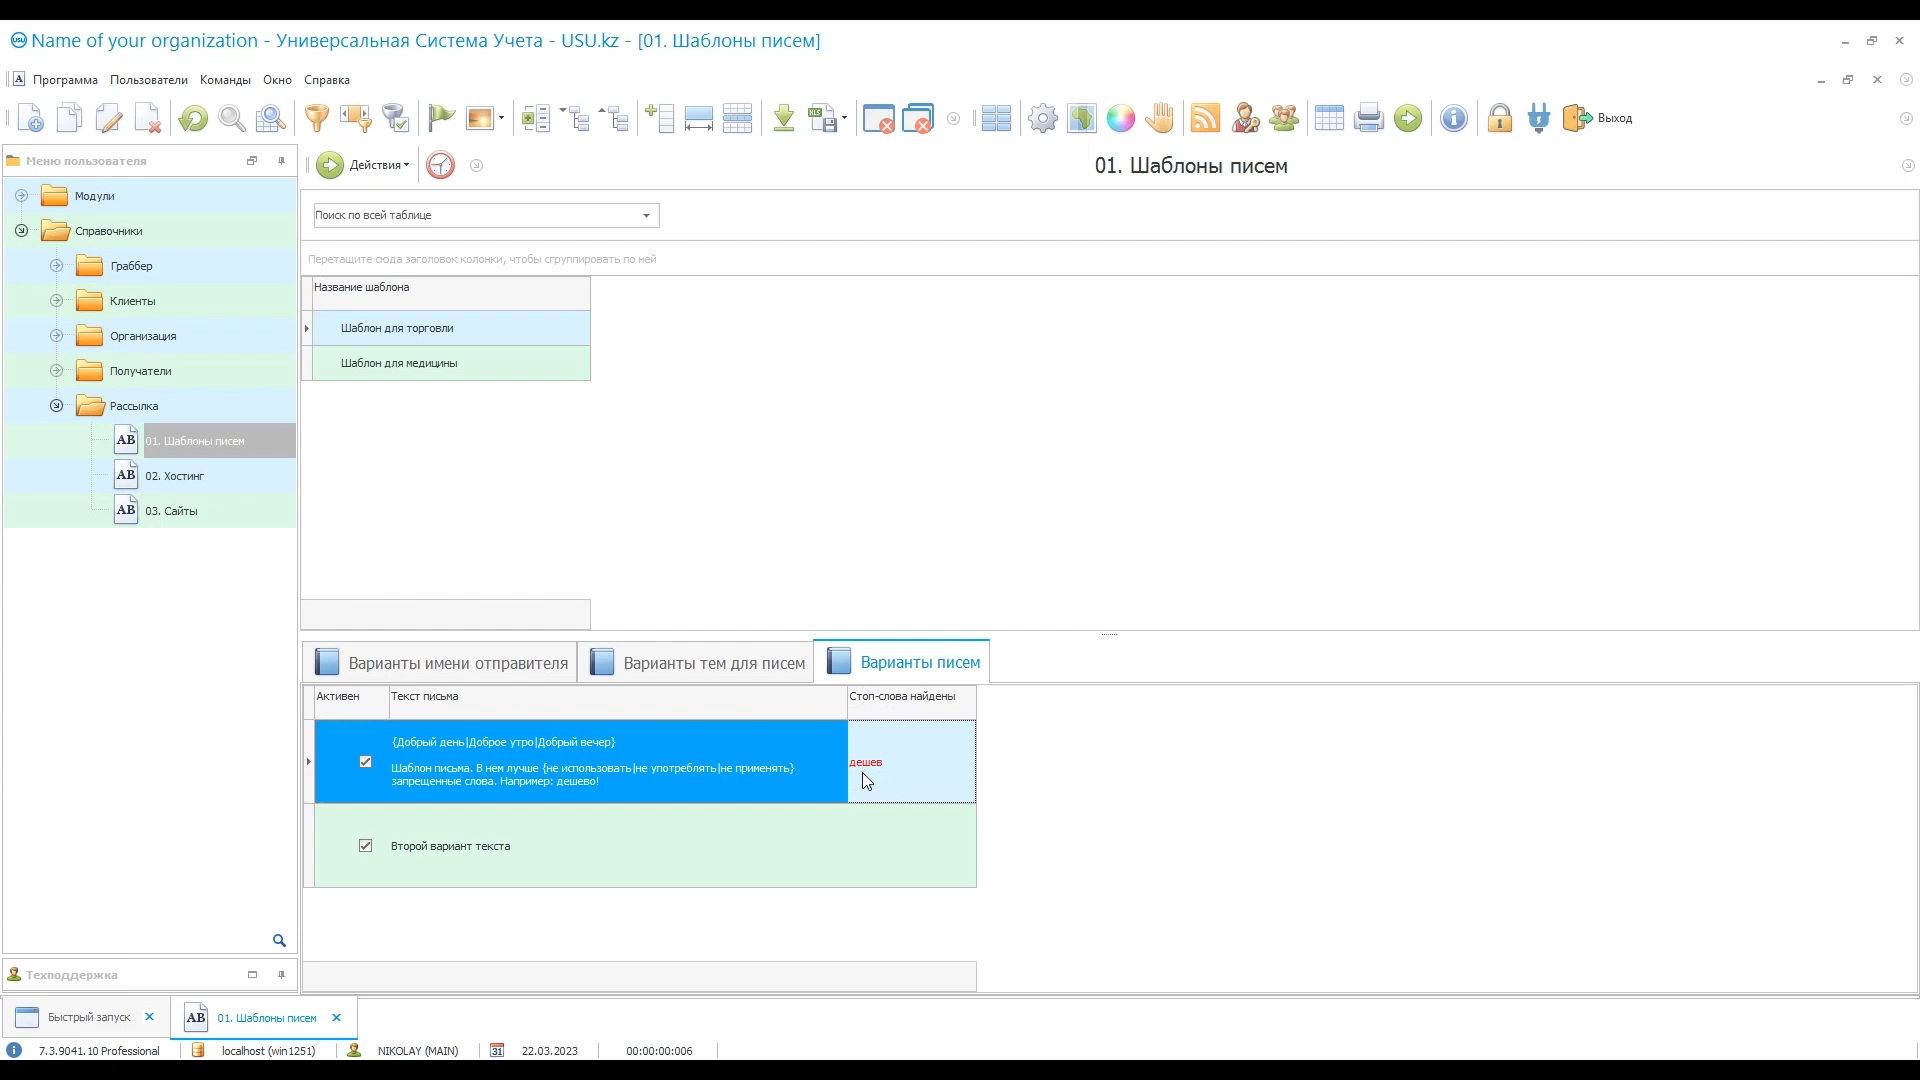 Name of your organization - Универсальная Система Учета - USU.kz - [01. Шаблоны писем]
Программа Пользователи Команды Окно Справка
Выход
Меню пользователя
Действия
01. Шаблоны писем
Модули
Справочники
Граббер
Клиенты
Организация
Получатели
Рассылка
AB 01. Шаблоны писем
AB 02. Хостинг
AB 03. Сайты
Поиск по всей таблице
Перетащите сюда заголовок колонки, чтобы сгруппировать по ней
Название шаблона
Шаблон для торговли
Шаблон для медицины
Варианты имени отправителя
Варианты тем для писем
Варианты писем
Активен Текст письма Стоп-слова найдены
{Добрый день|Доброе утро|Добрый вечер}
Шаблон письма. В нем лучше {не использовать|не употреблять|не применять}
запрещенные слова. Например: дешево!
дешев
Второй вариант текста
Техподдержка
Быстрый запуск
AB 01. Шаблоны писем
7.3.9041.10 Professional
localhost (win1251)
NIKOLAY (MAIN)
31 22.03.2023
00:00:00:006